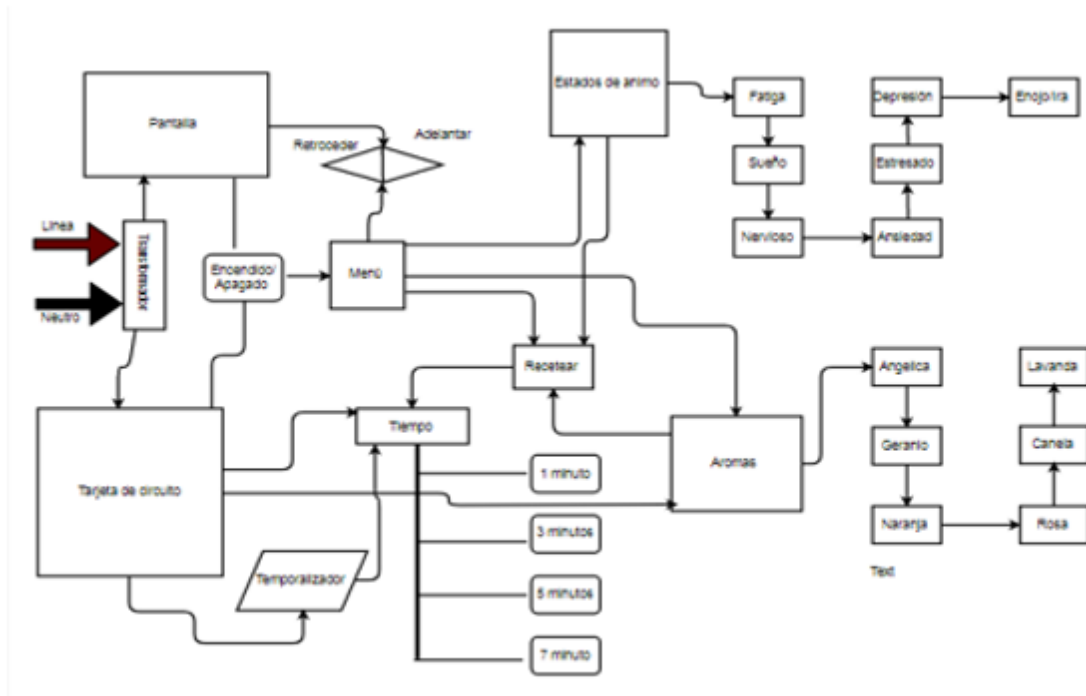 Pantalla
Retroceder
Adelantar
Estados de animo
Fatiga
Sueño
Nervioso
Ansiedad
Estresado
Depresión
Enojo/ira
Línea
Neutro
Transformador
Encendido/
Apagado
Menú
Recetear
Tiempo
Tarjeta de circuito
Temporalizador
1 minuto
3 minutos
5 minutos
7 minuto
Aromas
Angelica
Geranio
Naranja
Rosa
Canela
Lavanda
Text